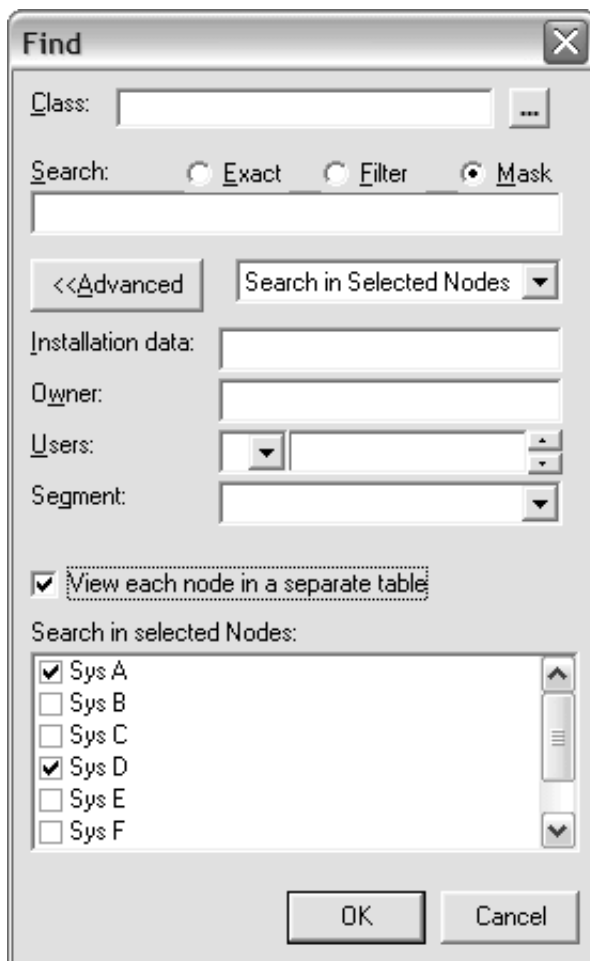 Find
Class: ...
Search: Exact Filter Mask
<<Advanced Search in Selected Nodes
Installation data:
Owner:
Users:
Segment:
View each node in a separate table
Search in selected Nodes:
Sys A
Sys B
Sys C
Sys D
Sys E
Sys F
OK Cancel